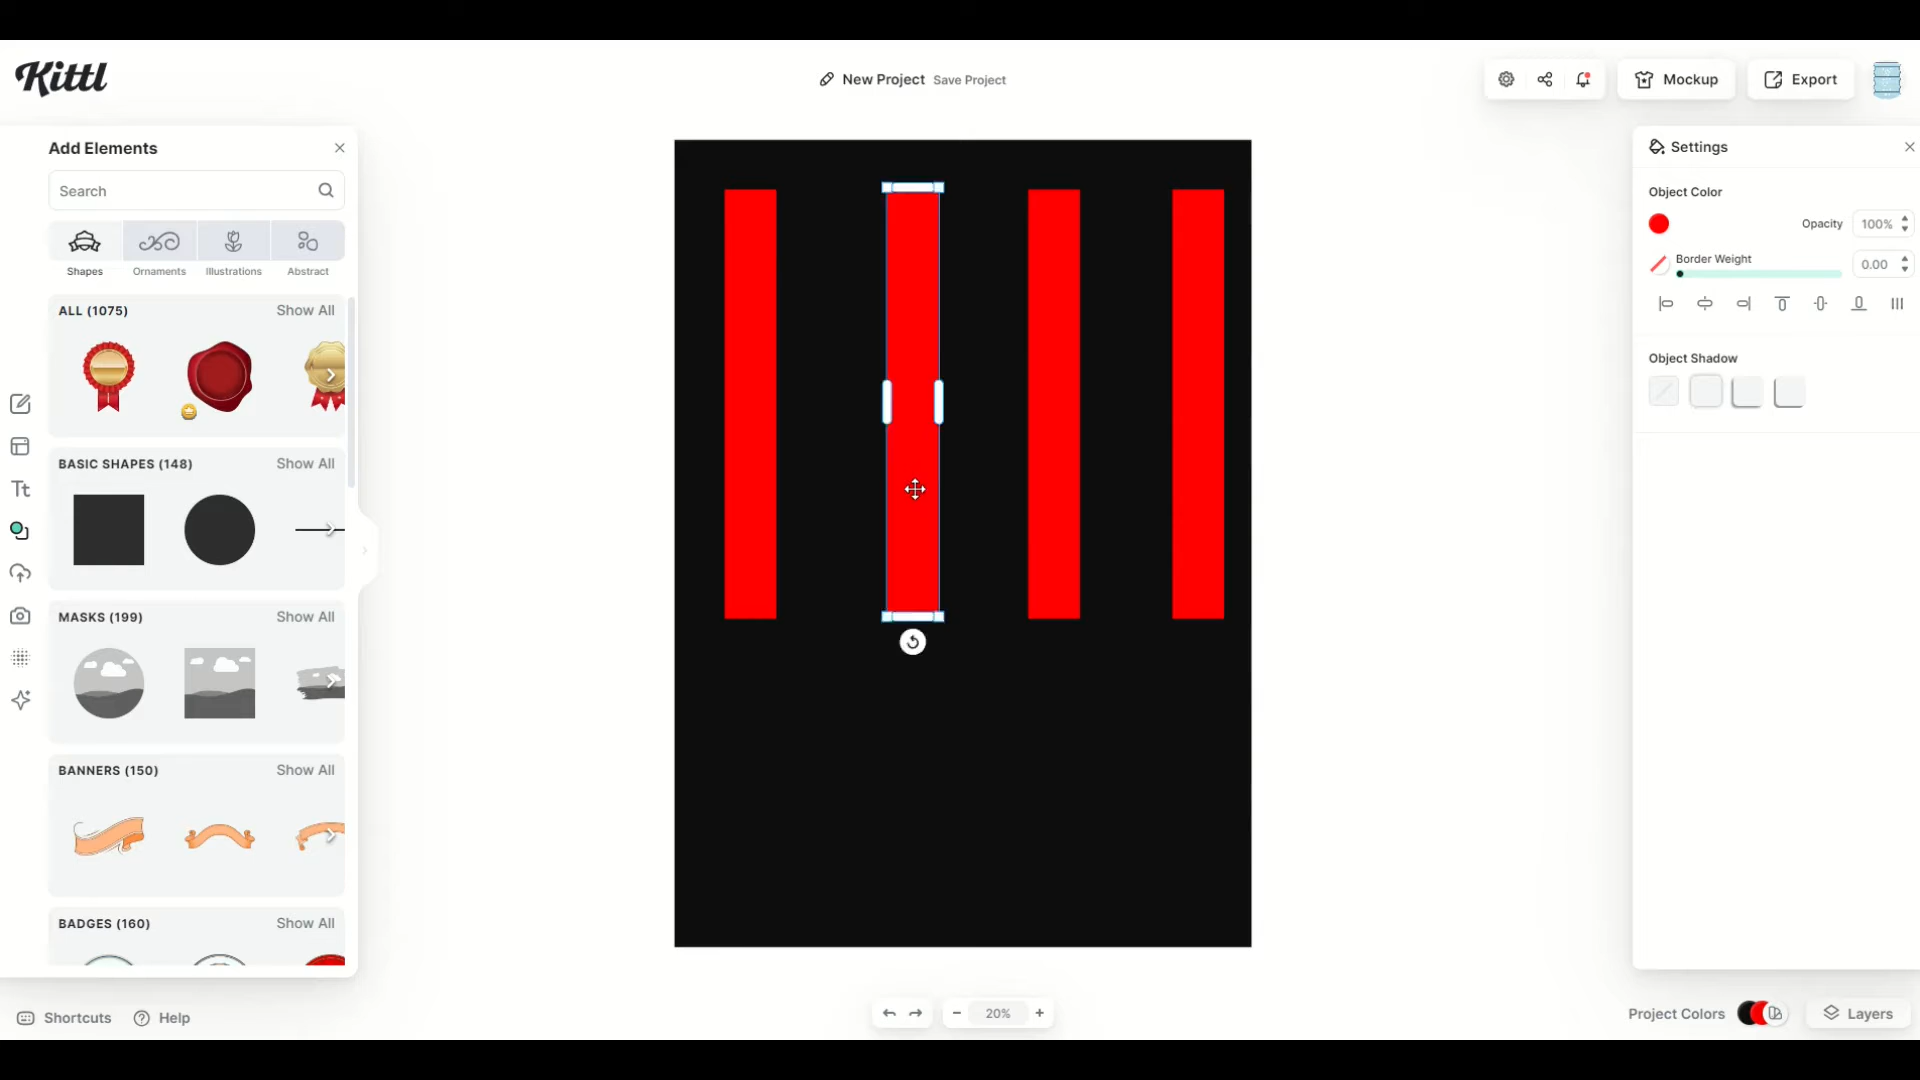 Kittl
New Project Save Project
Mockup
Export
Add Elements
Search
Shapes Ornaments Illustrations Abstract
ALL (1075) Show All
BASIC SHAPES (148) Show All
MASKS (199) Show All
BANNERS (150) Show All
BADGES (160) Show All
Tt
Shortcuts Help
20%
Settings
Object Color
Opacity 100%
Border Weight 0.00
Object Shadow
Project Colors Layers